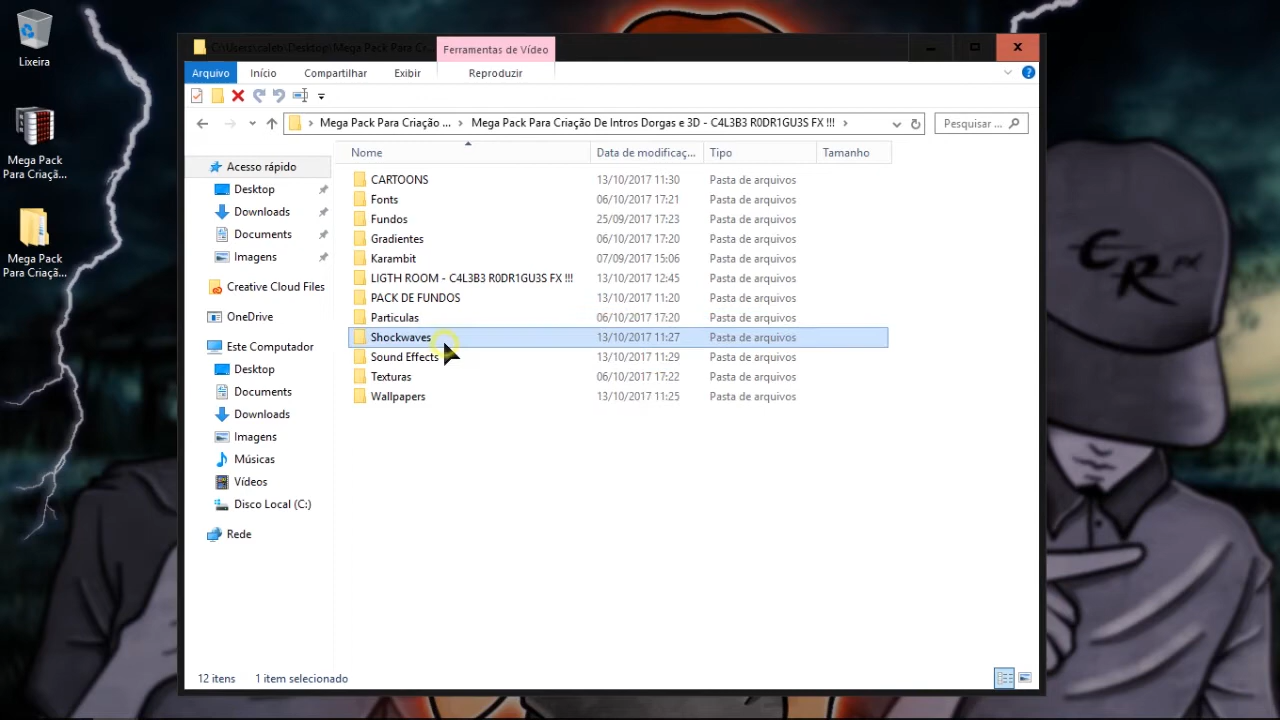 Lixeira
Mega Pack
Para Criaçã...
Mega Pack
Para Criaçã...
C:\Users\caleb\Desktop\Mega Pack Para Cr...
Ferramentas de Vídeo
Arquivo
Início
Compartilhar
Exibir
Reproduzir
Mega Pack Para Criação ... › Mega Pack Para Criação De Intros Dorgas e 3D - C4L3B3 R0DR1GU3S FX !!! ›
Pesquisar ...
Nome Data de modificaç... Tipo Tamanho
CARTOONS 13/10/2017 11:30 Pasta de arquivos
Fonts 06/10/2017 17:21 Pasta de arquivos
Fundos 25/09/2017 17:23 Pasta de arquivos
Gradientes 06/10/2017 17:20 Pasta de arquivos
Karambit 07/09/2017 15:06 Pasta de arquivos
LIGTH ROOM - C4L3B3 R0DR1GU3S FX !!! 13/10/2017 12:45 Pasta de arquivos
PACK DE FUNDOS 13/10/2017 11:20 Pasta de arquivos
Particulas 06/10/2017 17:20 Pasta de arquivos
Shockwaves 13/10/2017 11:27 Pasta de arquivos
Sound Effects 13/10/2017 11:29 Pasta de arquivos
Texturas 06/10/2017 17:22 Pasta de arquivos
Wallpapers 13/10/2017 11:25 Pasta de arquivos
Acesso rápido
Desktop
Downloads
Documents
Imagens
Creative Cloud Files
OneDrive
Este Computador
Desktop
Documents
Downloads
Imagens
Músicas
Vídeos
Disco Local (C:)
Rede
12 itens 1 item selecionado
CR FX